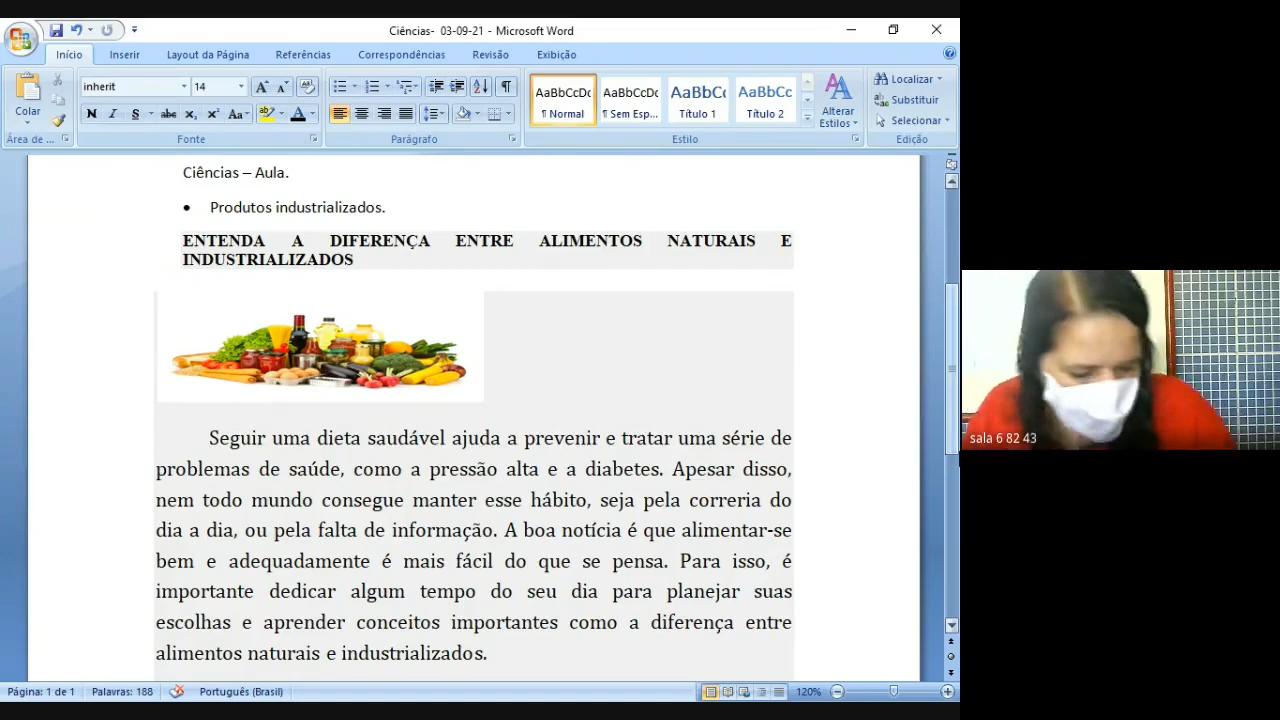 Ciências- 03-09-21 - Microsoft Word
Início Inserir Layout da Página Referências Correspondências Revisão Exibição
inherit 14
Colar
N I S abc x₂ x² Aa A
AaBbCcDc AaBbCcDc AaBbCc AaBbCc
¶ Normal ¶ Sem Esp... Título 1 Título 2
Alterar Estilos
Localizar
Substituir
Selecionar
Área de... Fonte Parágrafo Estilo Edição
Ciências – Aula.
• Produtos industrializados.
ENTENDA A DIFERENÇA ENTRE ALIMENTOS NATURAIS E
INDUSTRIALIZADOS
Seguir uma dieta saudável ajuda a prevenir e tratar uma série de
problemas de saúde, como a pressão alta e a diabetes. Apesar disso,
nem todo mundo consegue manter esse hábito, seja pela correria do
dia a dia, ou pela falta de informação. A boa notícia é que alimentar-se
bem e adequadamente é mais fácil do que se pensa. Para isso, é
importante dedicar algum tempo do seu dia para planejar suas
escolhas e aprender conceitos importantes como a diferença entre
alimentos naturais e industrializados.
Página: 1 de 1 Palavras: 188 Português (Brasil) 120%
sala 6 82 43